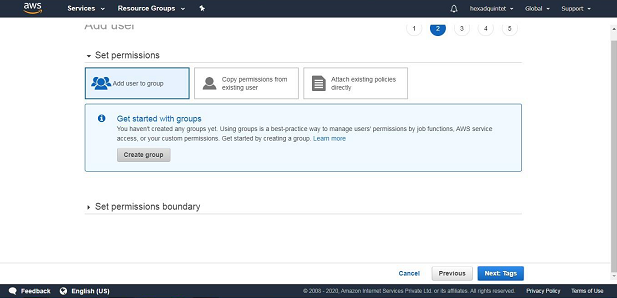 aws Services Resource Groups hexadquintet Global Support
Add user 1 2 3 4 5
Set permissions
Add user to group
Copy permissions from
existing user
Attach existing policies
directly
Get started with groups
You haven't created any groups yet. Using groups is a best-practice way to manage users' permissions by job functions, AWS service
access, or your custom permissions. Get started by creating a group. Learn more
Create group
Set permissions boundary
Cancel Previous Next: Tags
Feedback English (US) © 2008 - 2020, Amazon Internet Services Private Ltd. or its affiliates. All rights reserved. Privacy Policy Terms of Use